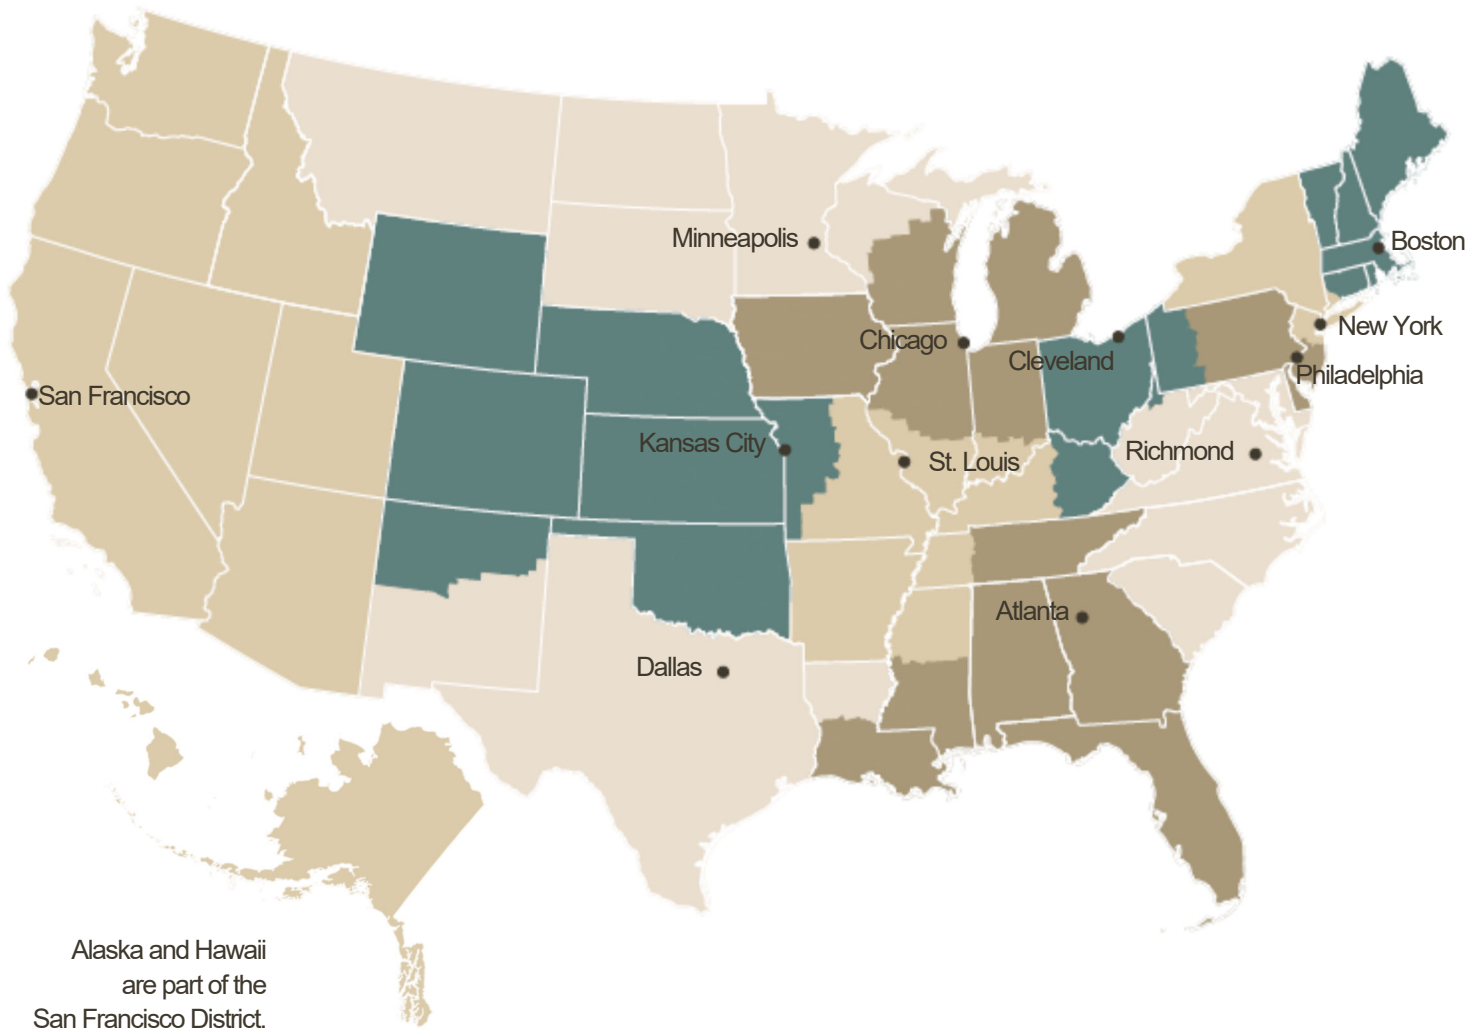 Boston
Minneapolis
New York
Chicago
Cleveland
Philadelphia
San Francisco
Kansas City
Richmond
St. Louis
Atlanta
Dallas
Alaska and Hawaii
are part of the
San Francisco District.